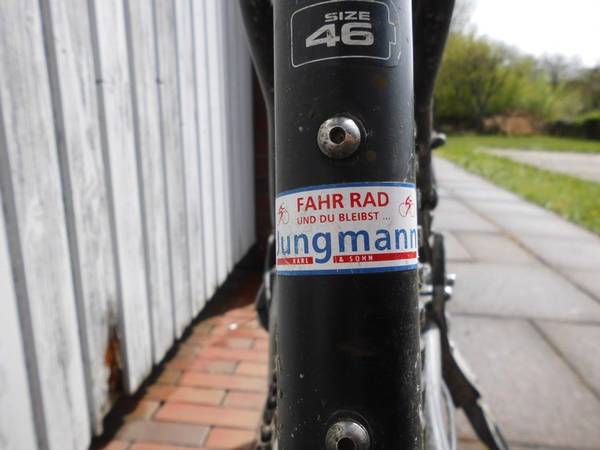 SIZE
46
FAHR RAD
UND DU BLEIBST ...
Jungmann
KARL & SOHN